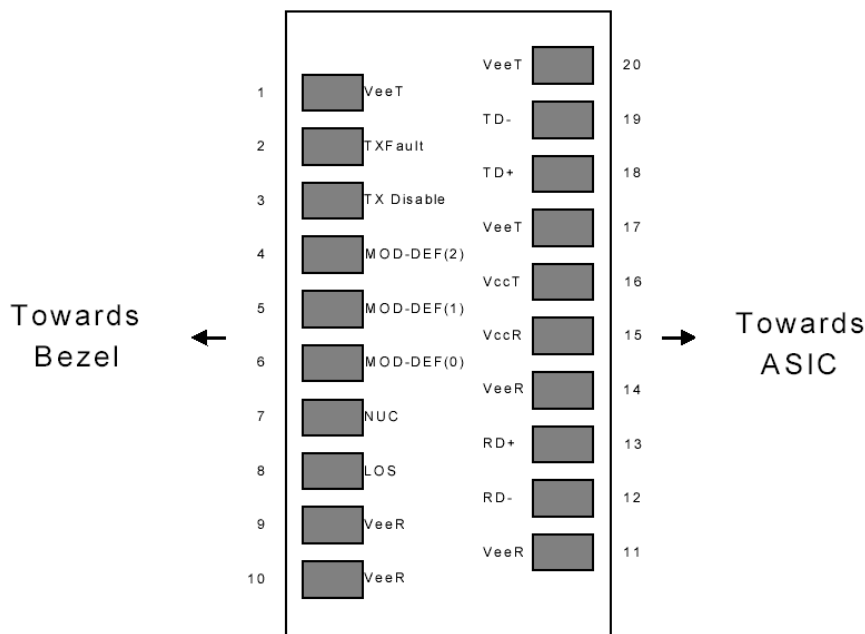 VeeT 20
1 VeeT
TD- 19
2 TXFault
TD+ 18
3 TX Disable
VeeT 17
4 MOD-DEF(2)
VccT 16
5 MOD-DEF(1)
Towards
Bezel
VccR 15
Towards
ASIC
6 MOD-DEF(0)
VeeR 14
7 NUC
RD+ 13
8 LOS
RD- 12
9 VeeR
VeeR 11
10 VeeR